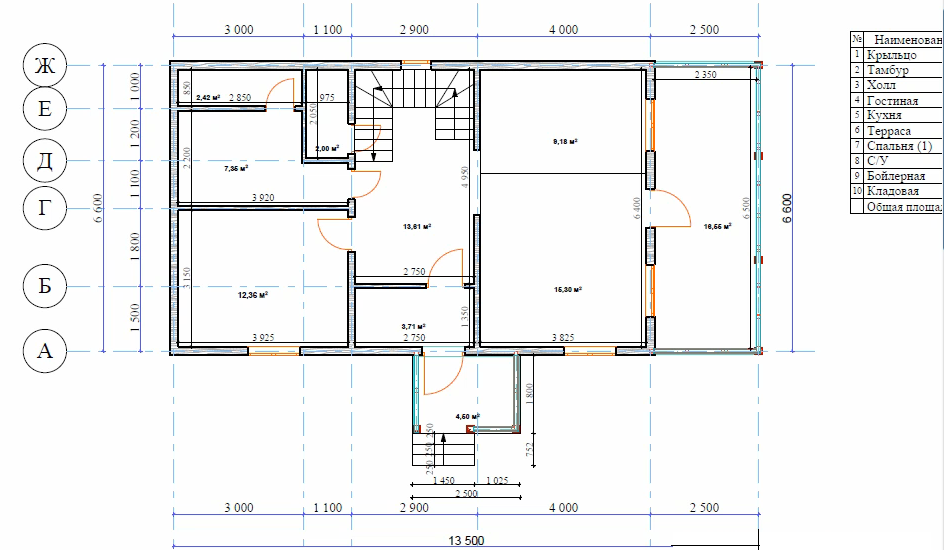 3 000
1 100
2 900
4 000
2 500
№ Наименован
1 Крыльцо
2 Тамбур
3 Холл
4 Гостиная
5 Кухня
6 Терраса
7 Спальня (1)
8 С/У
9 Бойлерная
10 Кладовая
Общая площа
Ж
Е
Д
Г
Б
А
1 000
1 200
1 100
1 800
1 500
6 600
850
2,42 м²
2 850
975
2 050
2,00 м²
2 200
7,35 м²
3 920
3 150
12,36 м²
3 925
4 950
13,61 м²
2 750
3,71 м²
2 750
1 350
9,18 м²
6 400
15,30 м²
3 825
2 350
6 500
16,55 м²
6 600
4,50 м²
1 800
752
250 250 250
1 450
1 025
2 500
3 000
1 100
2 900
4 000
2 500
13 500